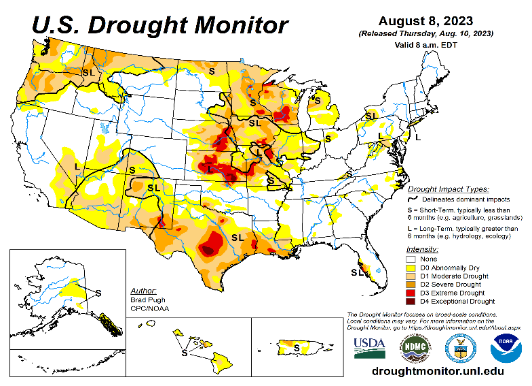 U.S. Drought Monitor
August 8, 2023
(Released Thursday, Aug. 10, 2023)
Valid 8 a.m. EDT
SL
S
S
S
SL
S
SL
L
S
S
L
S
SL
S
SL
SL
S
S
S
Drought Impact Types:
Delineates dominant impacts
S = Short-Term, typically less than
6 months (e.g. agriculture, grasslands)
L = Long-Term, typically greater than
6 months (e.g. hydrology, ecology)
Intensity:
None
D0 Abnormally Dry
D1 Moderate Drought
D2 Severe Drought
D3 Extreme Drought
D4 Exceptional Drought
Author:
Brad Pugh
CPC/NOAA
The Drought Monitor focuses on broad-scale conditions.
Local conditions may vary. For more information on the
Drought Monitor, go to https://droughtmonitor.unl.edu/About.aspx
USDA
NDMC
NOAA
droughtmonitor.unl.edu